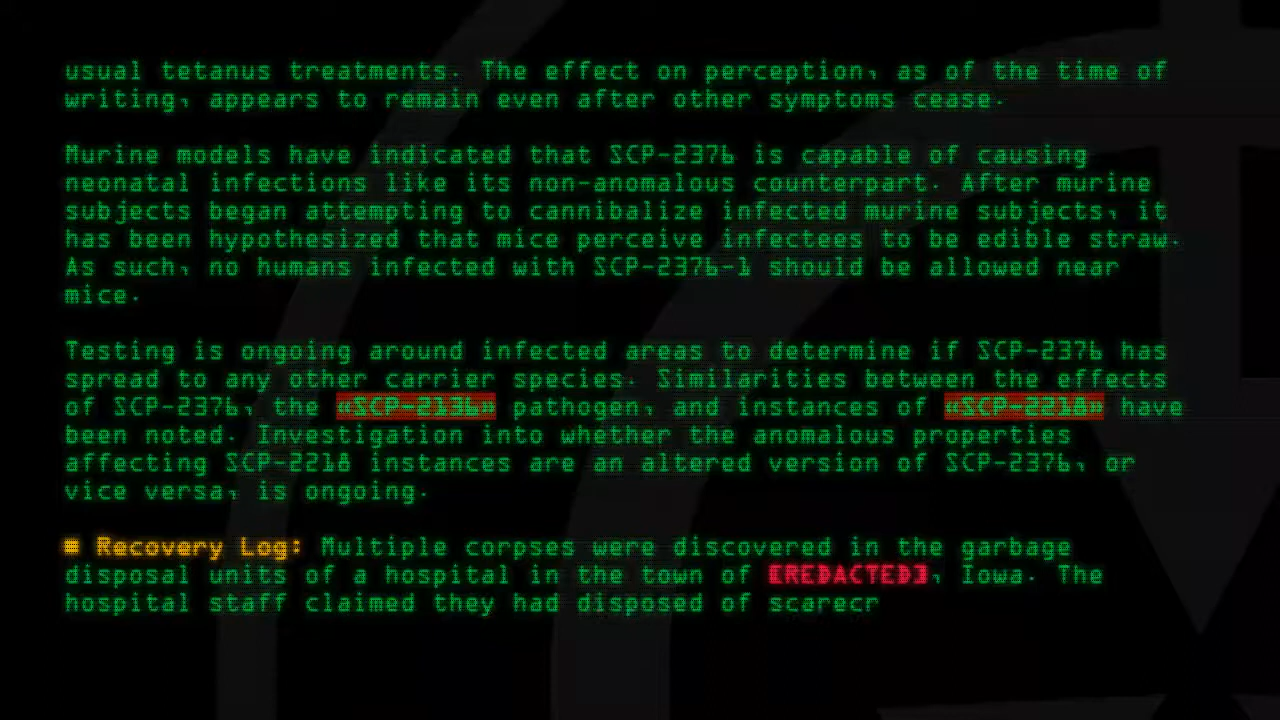 usual tetanus treatments. The effect on perception, as of the time of
writing, appears to remain even after other symptoms cease.
Murine models have indicated that SCP-2376 is capable of causing
neonatal infections like its non-anomalous counterpart. After murine
subjects began attempting to cannibalize infected murine subjects, it
has been hypothesized that mice perceive infectees to be edible straw.
As such, no humans infected with SCP-2376-1 should be allowed near
mice.
Testing is ongoing around infected areas to determine if SCP-2376 has
spread to any other carrier species. Similarities between the effects
of SCP-2376, the «SCP-2136» pathogen, and instances of «SCP-2218» have
been noted. Investigation into whether the anomalous properties
affecting SCP-2218 instances are an altered version of SCP-2376, or
vice versa, is ongoing.
■ Recovery Log: Multiple corpses were discovered in the garbage
disposal units of a hospital in the town of [REDACTED], Iowa. The
hospital staff claimed they had disposed of scarecr